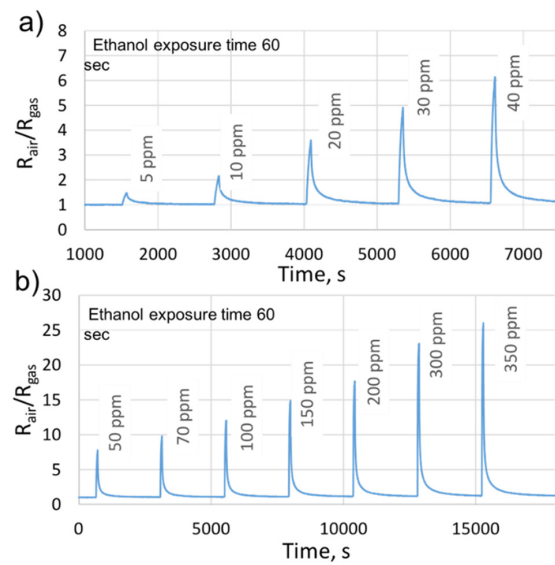 a)
8
7
6
5
4
3
2
1
0
R_air/R_gas
Ethanol exposure time 60
sec
5 ppm
10 ppm
20 ppm
30 ppm
40 ppm
1000 2000 3000 4000 5000 6000 7000
Time, s
b)
30
25
20
15
10
5
0
R_air/R_gas
Ethanol exposure time 60
sec
50 ppm
70 ppm
100 ppm
150 ppm
200 ppm
300 ppm
350 ppm
0 5000 10000 15000
Time, s